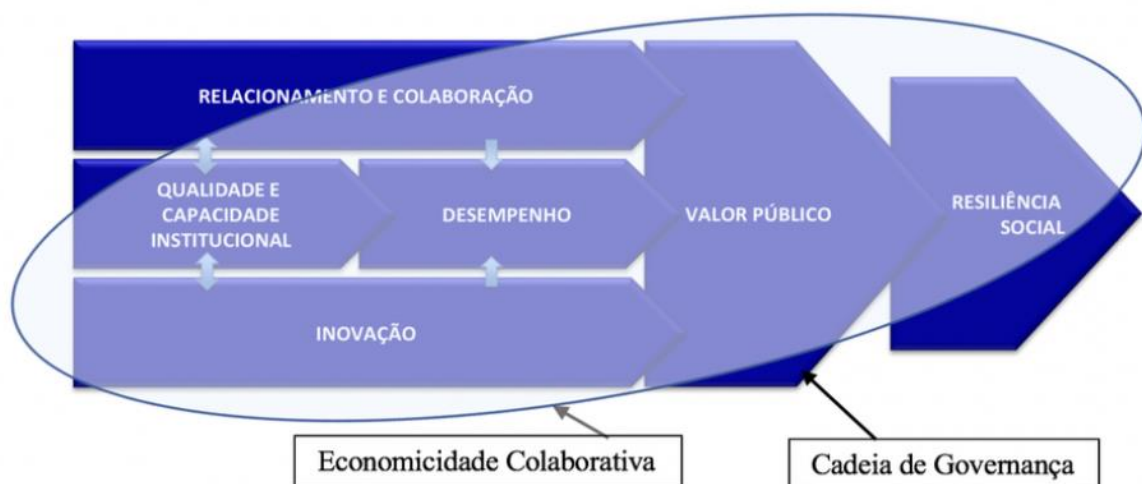 RELACIONAMENTO E COLABORAÇÃO
QUALIDADE E
CAPACIDADE
INSTITUCIONAL
DESEMPENHO
VALOR PÚBLICO
RESILIÊNCIA
SOCIAL
INOVAÇÃO
Economicidade Colaborativa
Cadeia de Governança